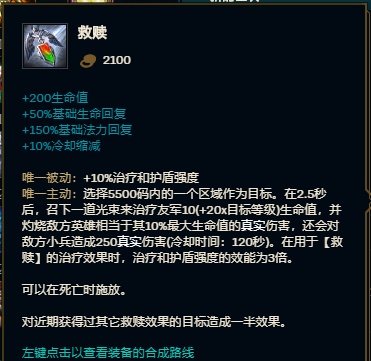 救赎
2100
+200生命值
+50%基础生命回复
+150%基础法力回复
+10%冷却缩减
唯一被动：+10%治疗和护盾强度
唯一主动：选择5500码内的一个区域作为目标。在2.5秒
后，召下一道光束来治疗友军10(+20x目标等级)生命值，并
灼烧敌方英雄相当于其10%最大生命值的真实伤害，还会对
敌方小兵造成250真实伤害(冷却时间：120秒)。在用于【救
赎】的治疗效果时，治疗和护盾强度的效能为3倍。
可以在死亡时施放。
对近期获得过其它救赎效果的目标造成一半效果。
左键点击以查看装备的合成路线